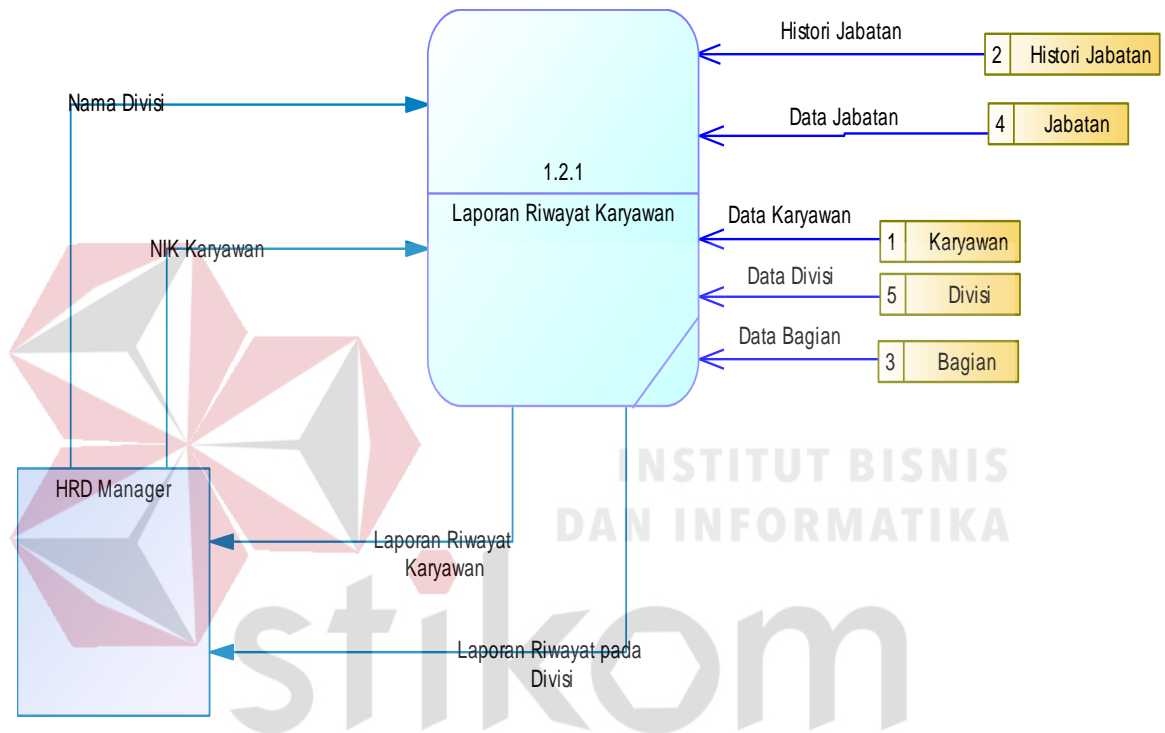 Histori Jabatan
2 Histori Jabatan
Nama Divisi
Data Jabatan
4 Jabatan
1.2.1
Laporan Riwayat Karyawan
Data Karyawan
1 Karyawan
NIK Karyawan
Data Divisi
5 Divisi
Data Bagian
3 Bagian
INSTITUT BISNIS
DAN INFORMATIKA
HRD Manager
Laporan Riwayat
Karyawan
stikom
Laporan Riwayat pada
Divisi